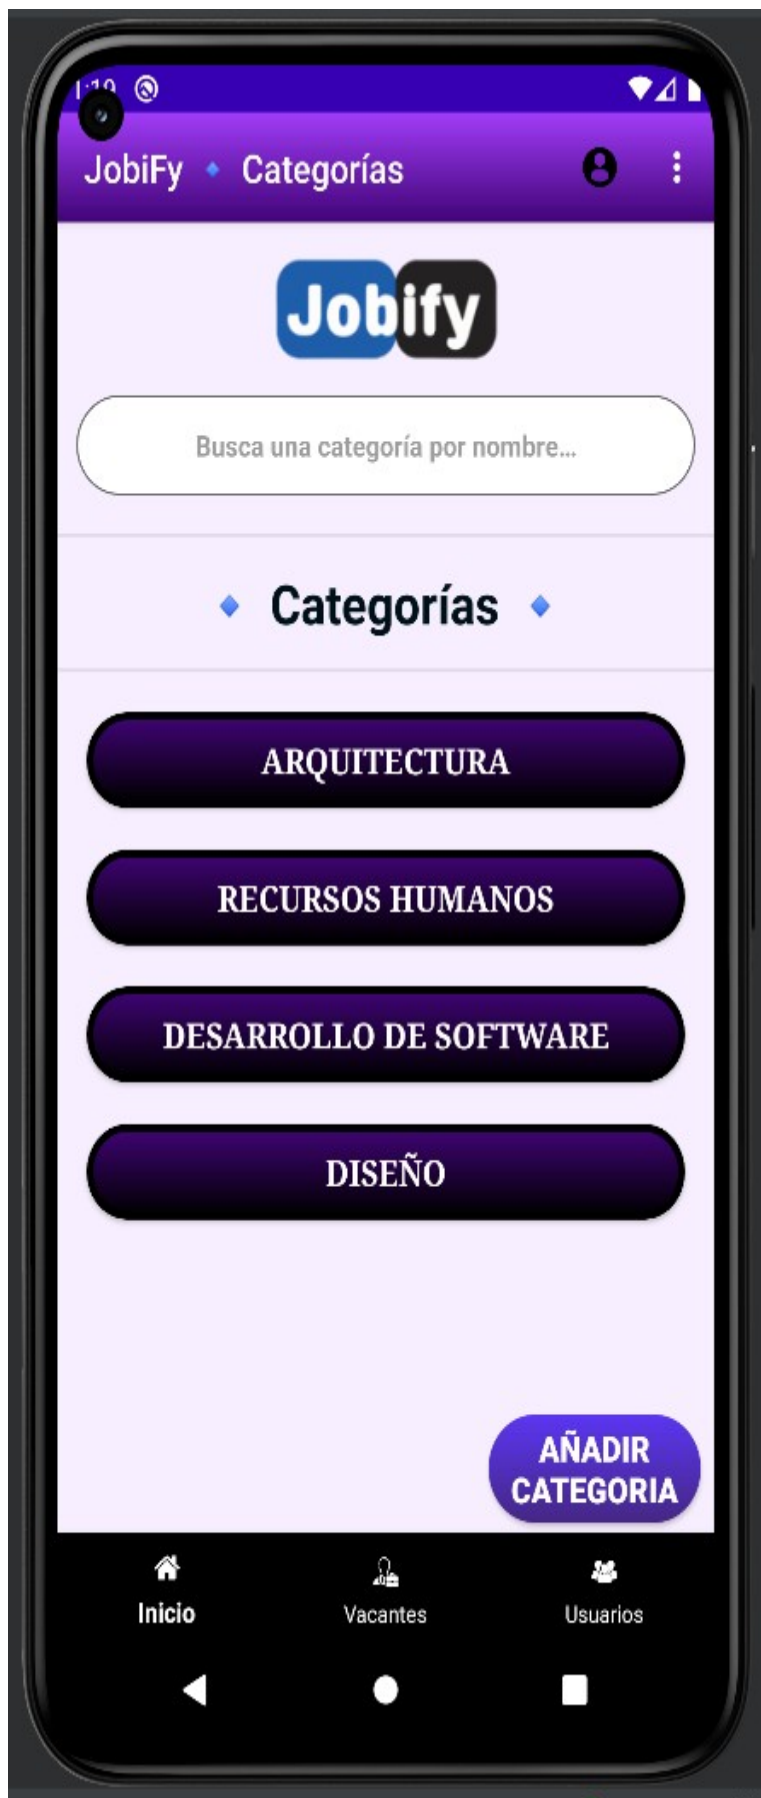 JobiFy 🔹 Categorías
Jobify
Busca una categoría por nombre...
🔹 Categorías 🔹
ARQUITECTURA
RECURSOS HUMANOS
DESARROLLO DE SOFTWARE
DISEÑO
AÑADIR
CATEGORIA
Inicio Vacantes Usuarios